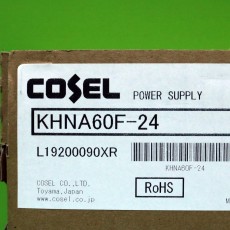 COSEL POWER SUPPLY
KHNA60F-24
L19200090XR
KHNA60F-24
COSEL CO.,LTD.
Toyama,Japan
www.cosel.co.jp
RoHS